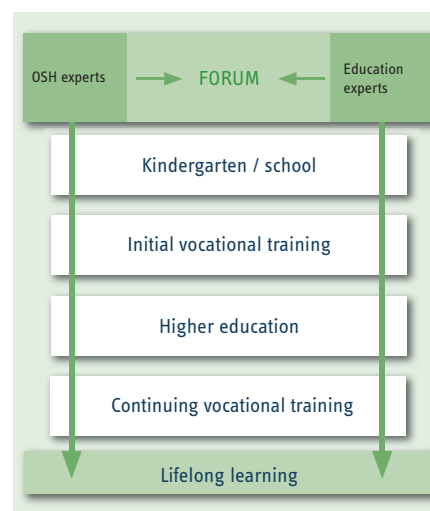 OSH experts
FORUM
Education
experts
Kindergarten / school
Initial vocational training
Higher education
Continuing vocational training
Lifelong learning